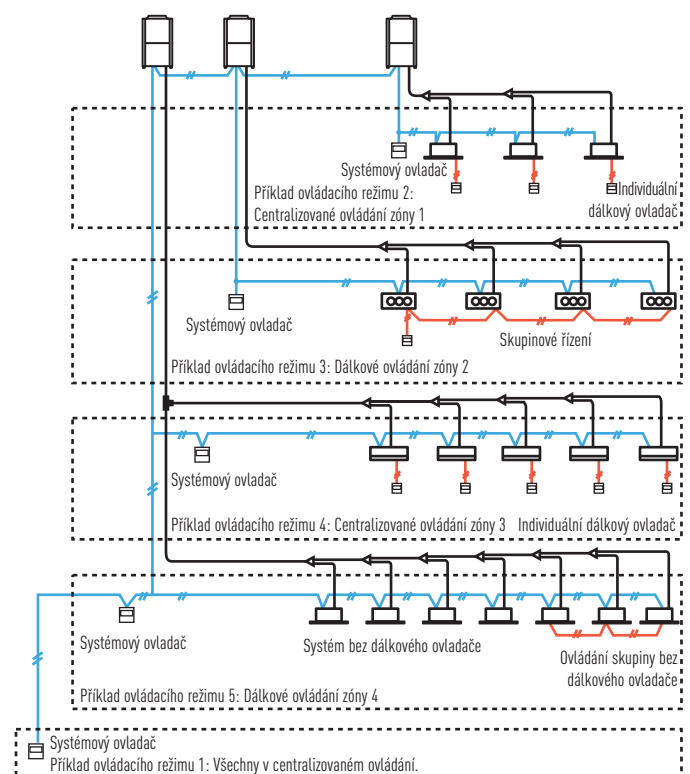 Systémový ovladač
Příklad ovládacího režimu 2:
Centralizované ovládání zóny 1
Individuální
dálkový ovladač
Systémový ovladač
Skupinové řízení
Příklad ovládacího režimu 3: Dálkové ovládání zóny 2
Systémový ovladač
Příklad ovládacího režimu 4: Centralizované ovládání zóny 3
Individuální dálkový ovladač
Systémový ovladač
Systém bez dálkového ovladače
Ovládání skupiny bez
dálkového ovladače
Příklad ovládacího režimu 5: Dálkové ovládání zóny 4
Systémový ovladač
Příklad ovládacího režimu 1: Všechny v centralizovaném ovládání.